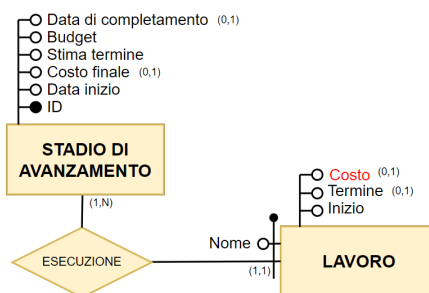 Data di completamento (0,1)
Budget
Stima termine
Costo finale (0,1)
Data inizio
ID
STADIO DI
AVANZAMENTO
(1,N)
ESECUZIONE
Costo (0,1)
Termine (0,1)
Inizio
Nome
(1,1)
LAVORO